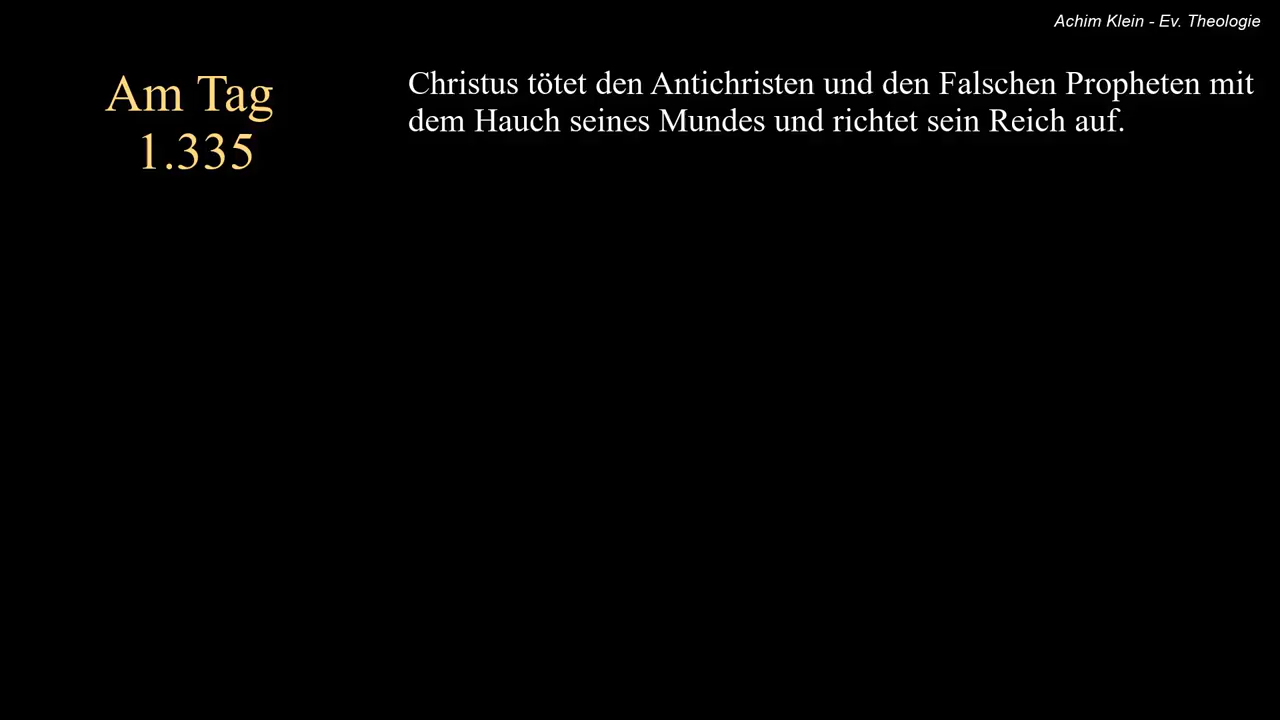 Achim Klein - Ev. Theologie
Am Tag
1.335
Christus tötet den Antichristen und den Falschen Propheten mit
dem Hauch seines Mundes und richtet sein Reich auf.